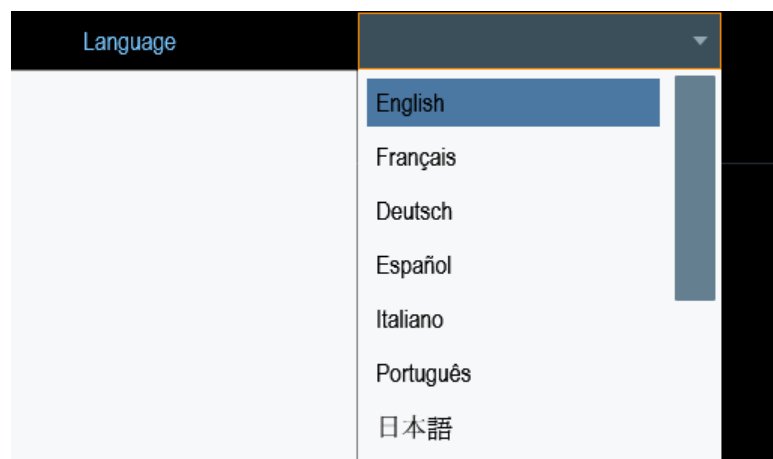 Language
English
Français
Deutsch
Español
Italiano
Português
日本語